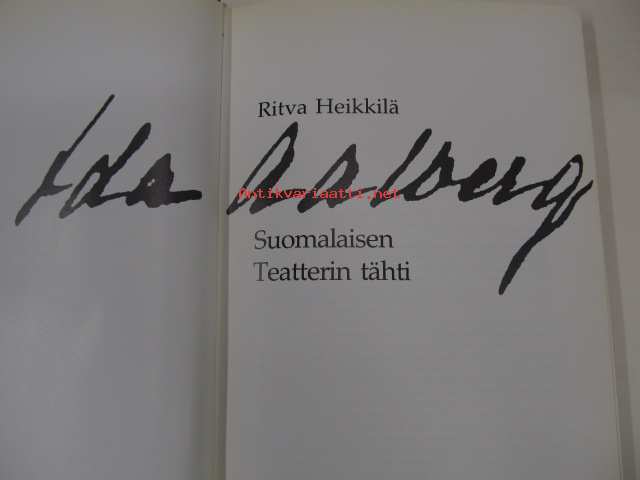 Ritva Heikkilä
Ida Aalberg
Antikvariaatti.net
Suomalaisen
Teatterin tähti